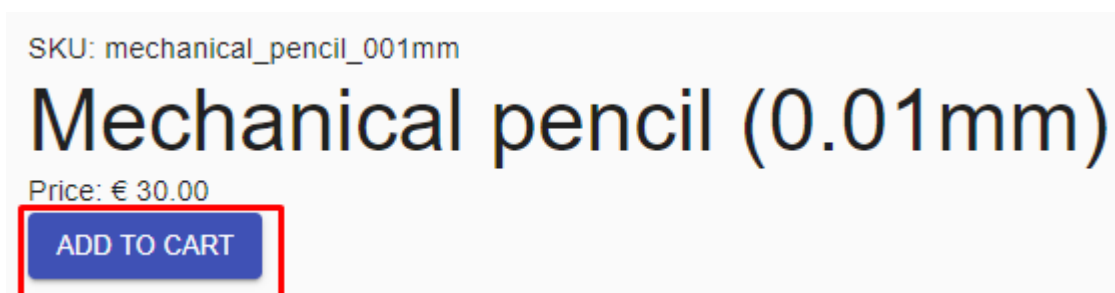 SKU: mechanical_pencil_001mm
Mechanical pencil (0.01mm)
Price: € 30.00
ADD TO CART